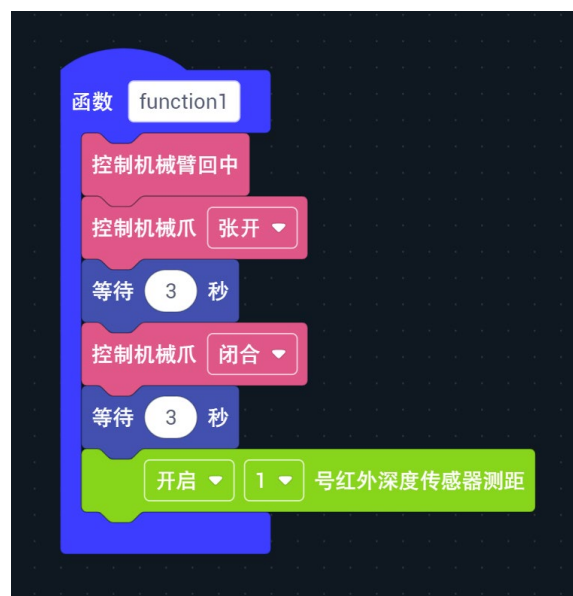 函数 function1
控制机械臂回中
控制机械爪 张开
等待 3 秒
控制机械爪 闭合
等待 3 秒
开启 1 号红外深度传感器测距